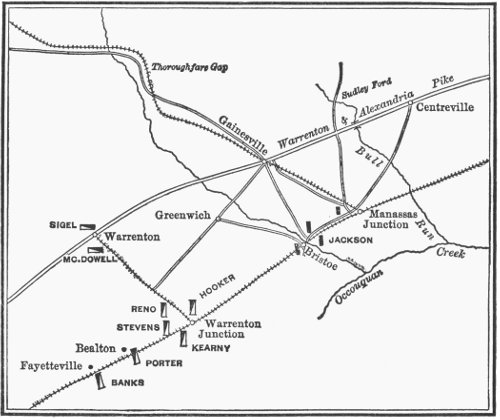 Thoroughfare Gap
Sudley Ford
Gainesville
Warrenton & Alexandria Pike
Centreville
Bull Run
Greenwich
Manassas
Junction
JACKSON
SIGEL
Warrenton
MC.DOWELL
Bristoe
Creek
Occoquan
HOOKER
RENO
STEVENS
Warrenton
Junction
KEARNY
Bealton
PORTER
Fayetteville
BANKS